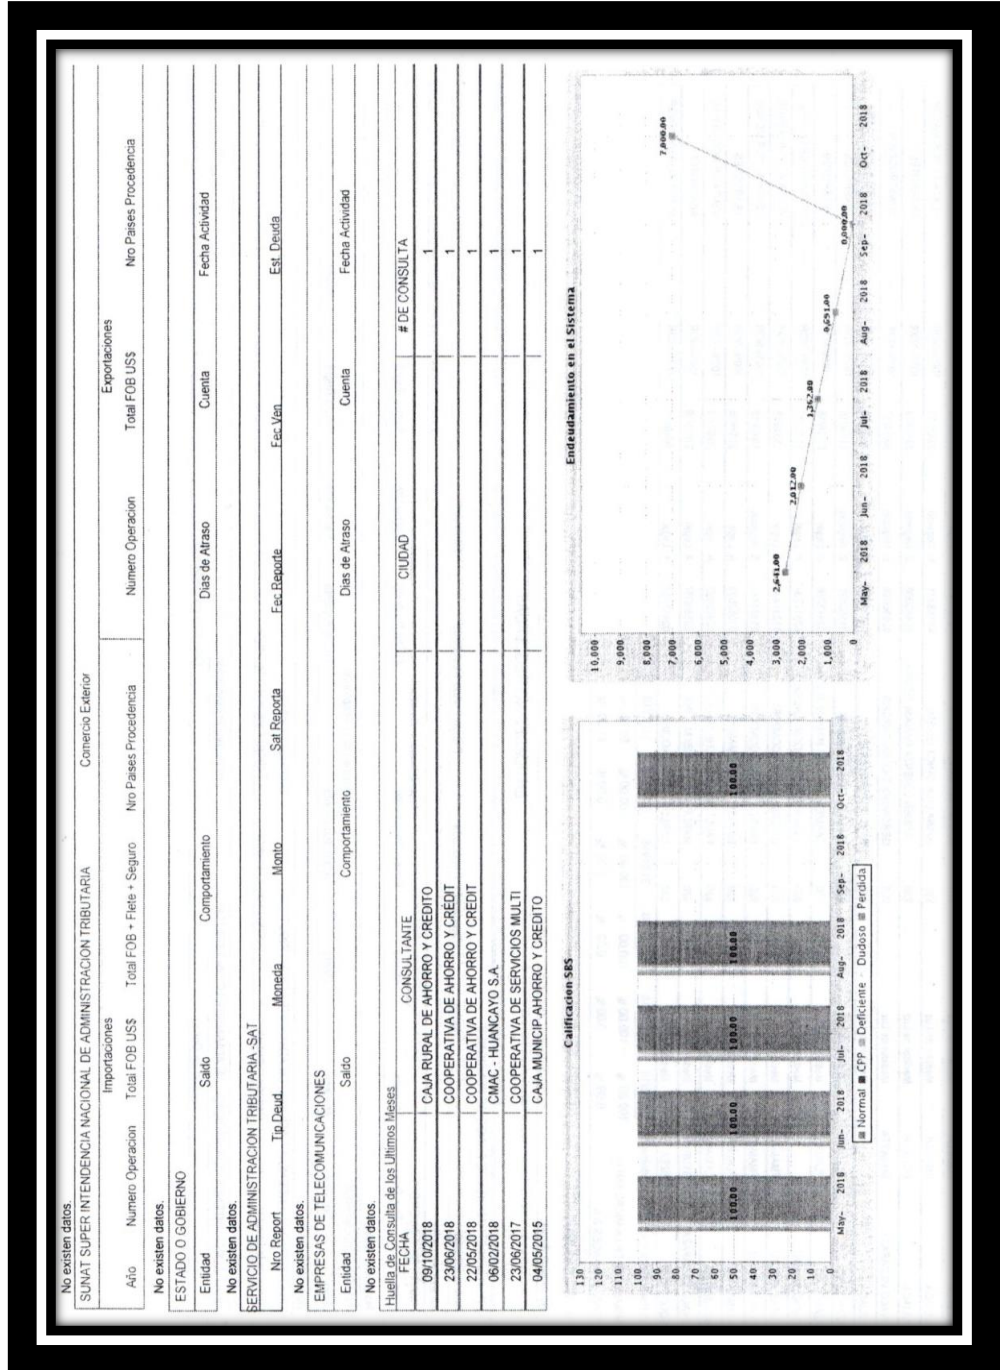 No existen datos.
SUNAT SUPER INTENDENCIA NACIONAL DE ADMINISTRACION TRIBUTARIA Comercio Exterior
Importaciones Exportaciones
Año Numero Operacion Total FOB US$ Total FOB + Flete + Seguro Nro Paises Procedencia Numero Operacion Total FOB US$ Nro Paises Procedencia
No existen datos.
ESTADO O GOBIERNO
Entidad Saldo Comportamiento Dias de Atraso Cuenta Fecha Actividad
No existen datos.
SERVICIO DE ADMINISTRACION TRIBUTARIA -SAT
Nro Report Tip Deud Moneda Monto Sat Reporta Fec Reporte Fec Ven Est. Deuda
No existen datos.
EMPRESAS DE TELECOMUNICACIONES
Entidad Saldo Comportamiento Dias de Atraso Cuenta Fecha Actividad
No existen datos.
Huella de Consulta de los Ultimos Meses
FECHA CONSULTANTE CIUDAD # DE CONSULTA
09/10/2018 CAJA RURAL DE AHORRO Y CREDITO 1
23/06/2018 COOPERATIVA DE AHORRO Y CREDIT 1
22/05/2018 COOPERATIVA DE AHORRO Y CREDIT 1
06/02/2018 CMAC - HUANCAYO S.A. 1
23/06/2017 COOPERATIVA DE SERVICIOS MULTI 1
04/05/2015 CAJA MUNICIP.AHORRO Y CREDITO 1
Calificacion SBS
130
110
100
90
80
70
60
50
40
30
20
10
0
100.00 100.00 100.00 100.00 100.00
May- 2018 Jun- 2018 Jul- 2018 Aug- 2018 Sep- 2018 Oct- 2018
Normal CPP Deficiente Dudoso Perdida
Endeudamiento en el Sistema
10,000
9,000
8,000
7,000
6,000
5,000
4,000
3,000
2,000
1,000
0
2,641.00 2,012.00 1,362.00 0,691.00 0,000.00 7,000.00
May- 2018 Jun- 2018 Jul- 2018 Aug- 2018 Sep- 2018 Oct- 2018